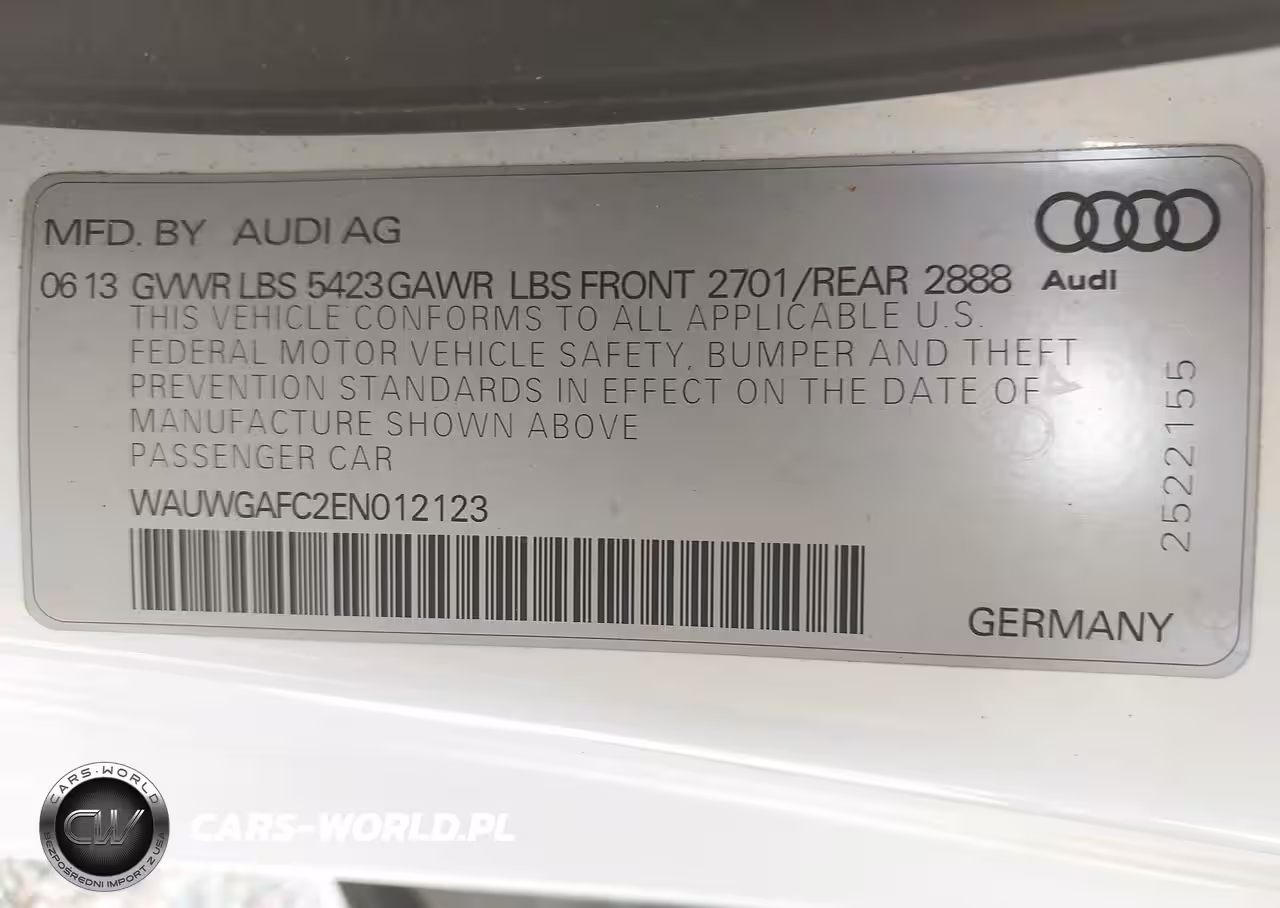 MFD. BY AUDI AG
06 13 GVWR LBS 5423 GAWR LBS FRONT 2701/REAR 2888
Audi
THIS VEHICLE CONFORMS TO ALL APPLICABLE U.S.
FEDERAL MOTOR VEHICLE SAFETY, BUMPER AND THEFT
PREVENTION STANDARDS IN EFFECT ON THE DATE OF
MANUFACTURE SHOWN ABOVE
PASSENGER CAR
WAUWGAFC2EN012123
2522155
GERMANY
CARS-WORLD
CW
BEZPOŚREDNI IMPORT Z USA
CARS-WORLD.PL